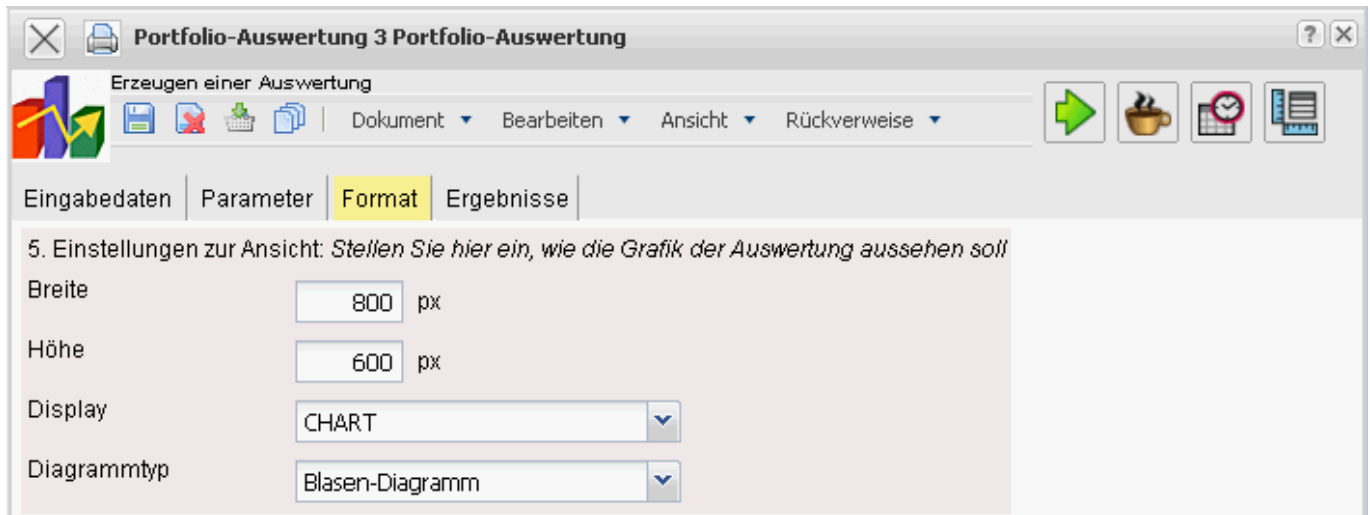 Portfolio-Auswertung 3 Portfolio-Auswertung
Erzeugen einer Auswertung
Dokument Bearbeiten Ansicht Rückverweise
Eingabedaten Parameter Format Ergebnisse
5. Einstellungen zur Ansicht: Stellen Sie hier ein, wie die Grafik der Auswertung aussehen soll
Breite 800 px
Höhe 600 px
Display CHART
Diagrammtyp Blasen-Diagramm